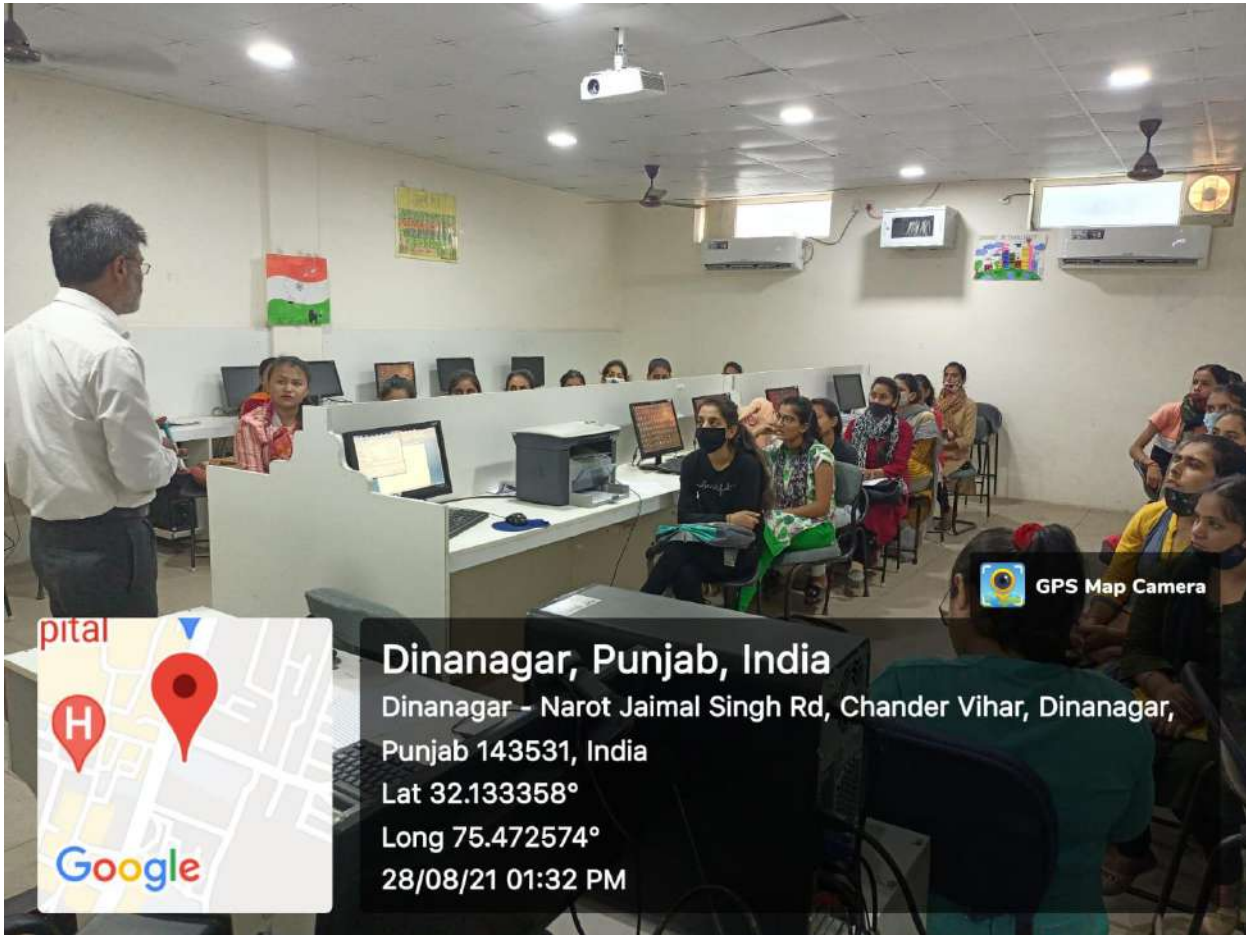 GPS Map Camera
pital
H
Google
Dinanagar, Punjab, India
Dinanagar - Narot Jaimal Singh Rd, Chander Vihar, Dinanagar,
Punjab 143531, India
Lat 32.133358°
Long 75.472574°
28/08/21 01:32 PM